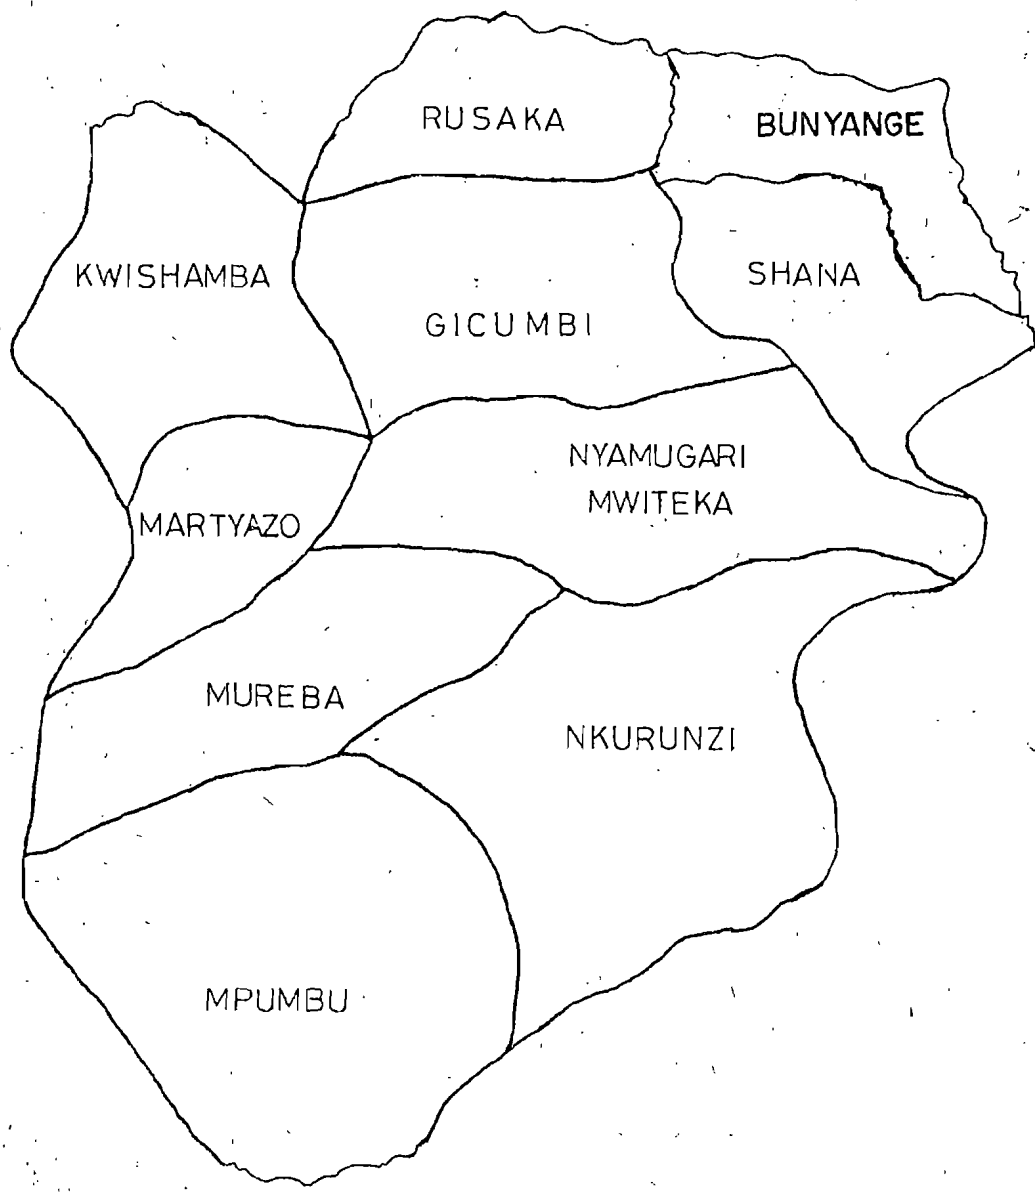 RUSAKA
BUNYANGE
KWISHAMBA
SHANA
GICUMBI
NYAMUGARI
MWITEKA
MARTYAZO
MUREBA
NKURUNZI
MPUMBU